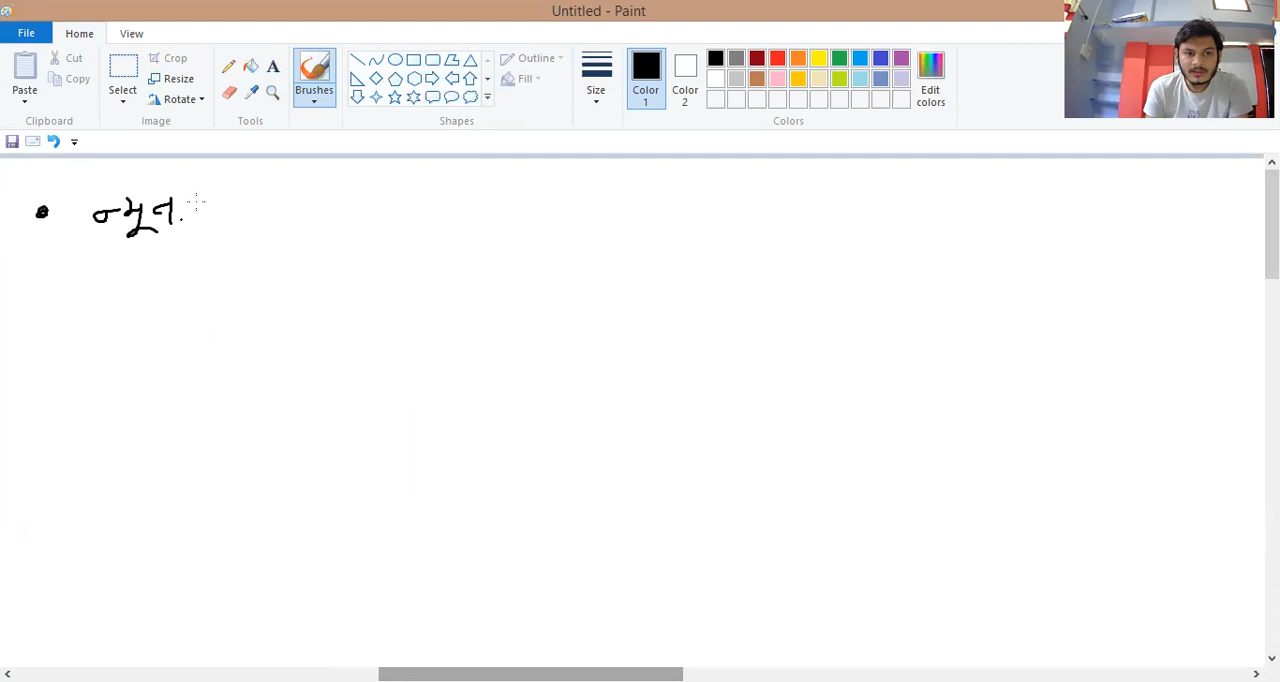 Untitled - Paint
File Home View
Paste
Cut
Copy
Clipboard
Select
Crop
Resize
Rotate
Image
A
Tools
Brushes
Shapes
Outline
Fill
Size
Color 1
Color 2
Edit colors
Colors